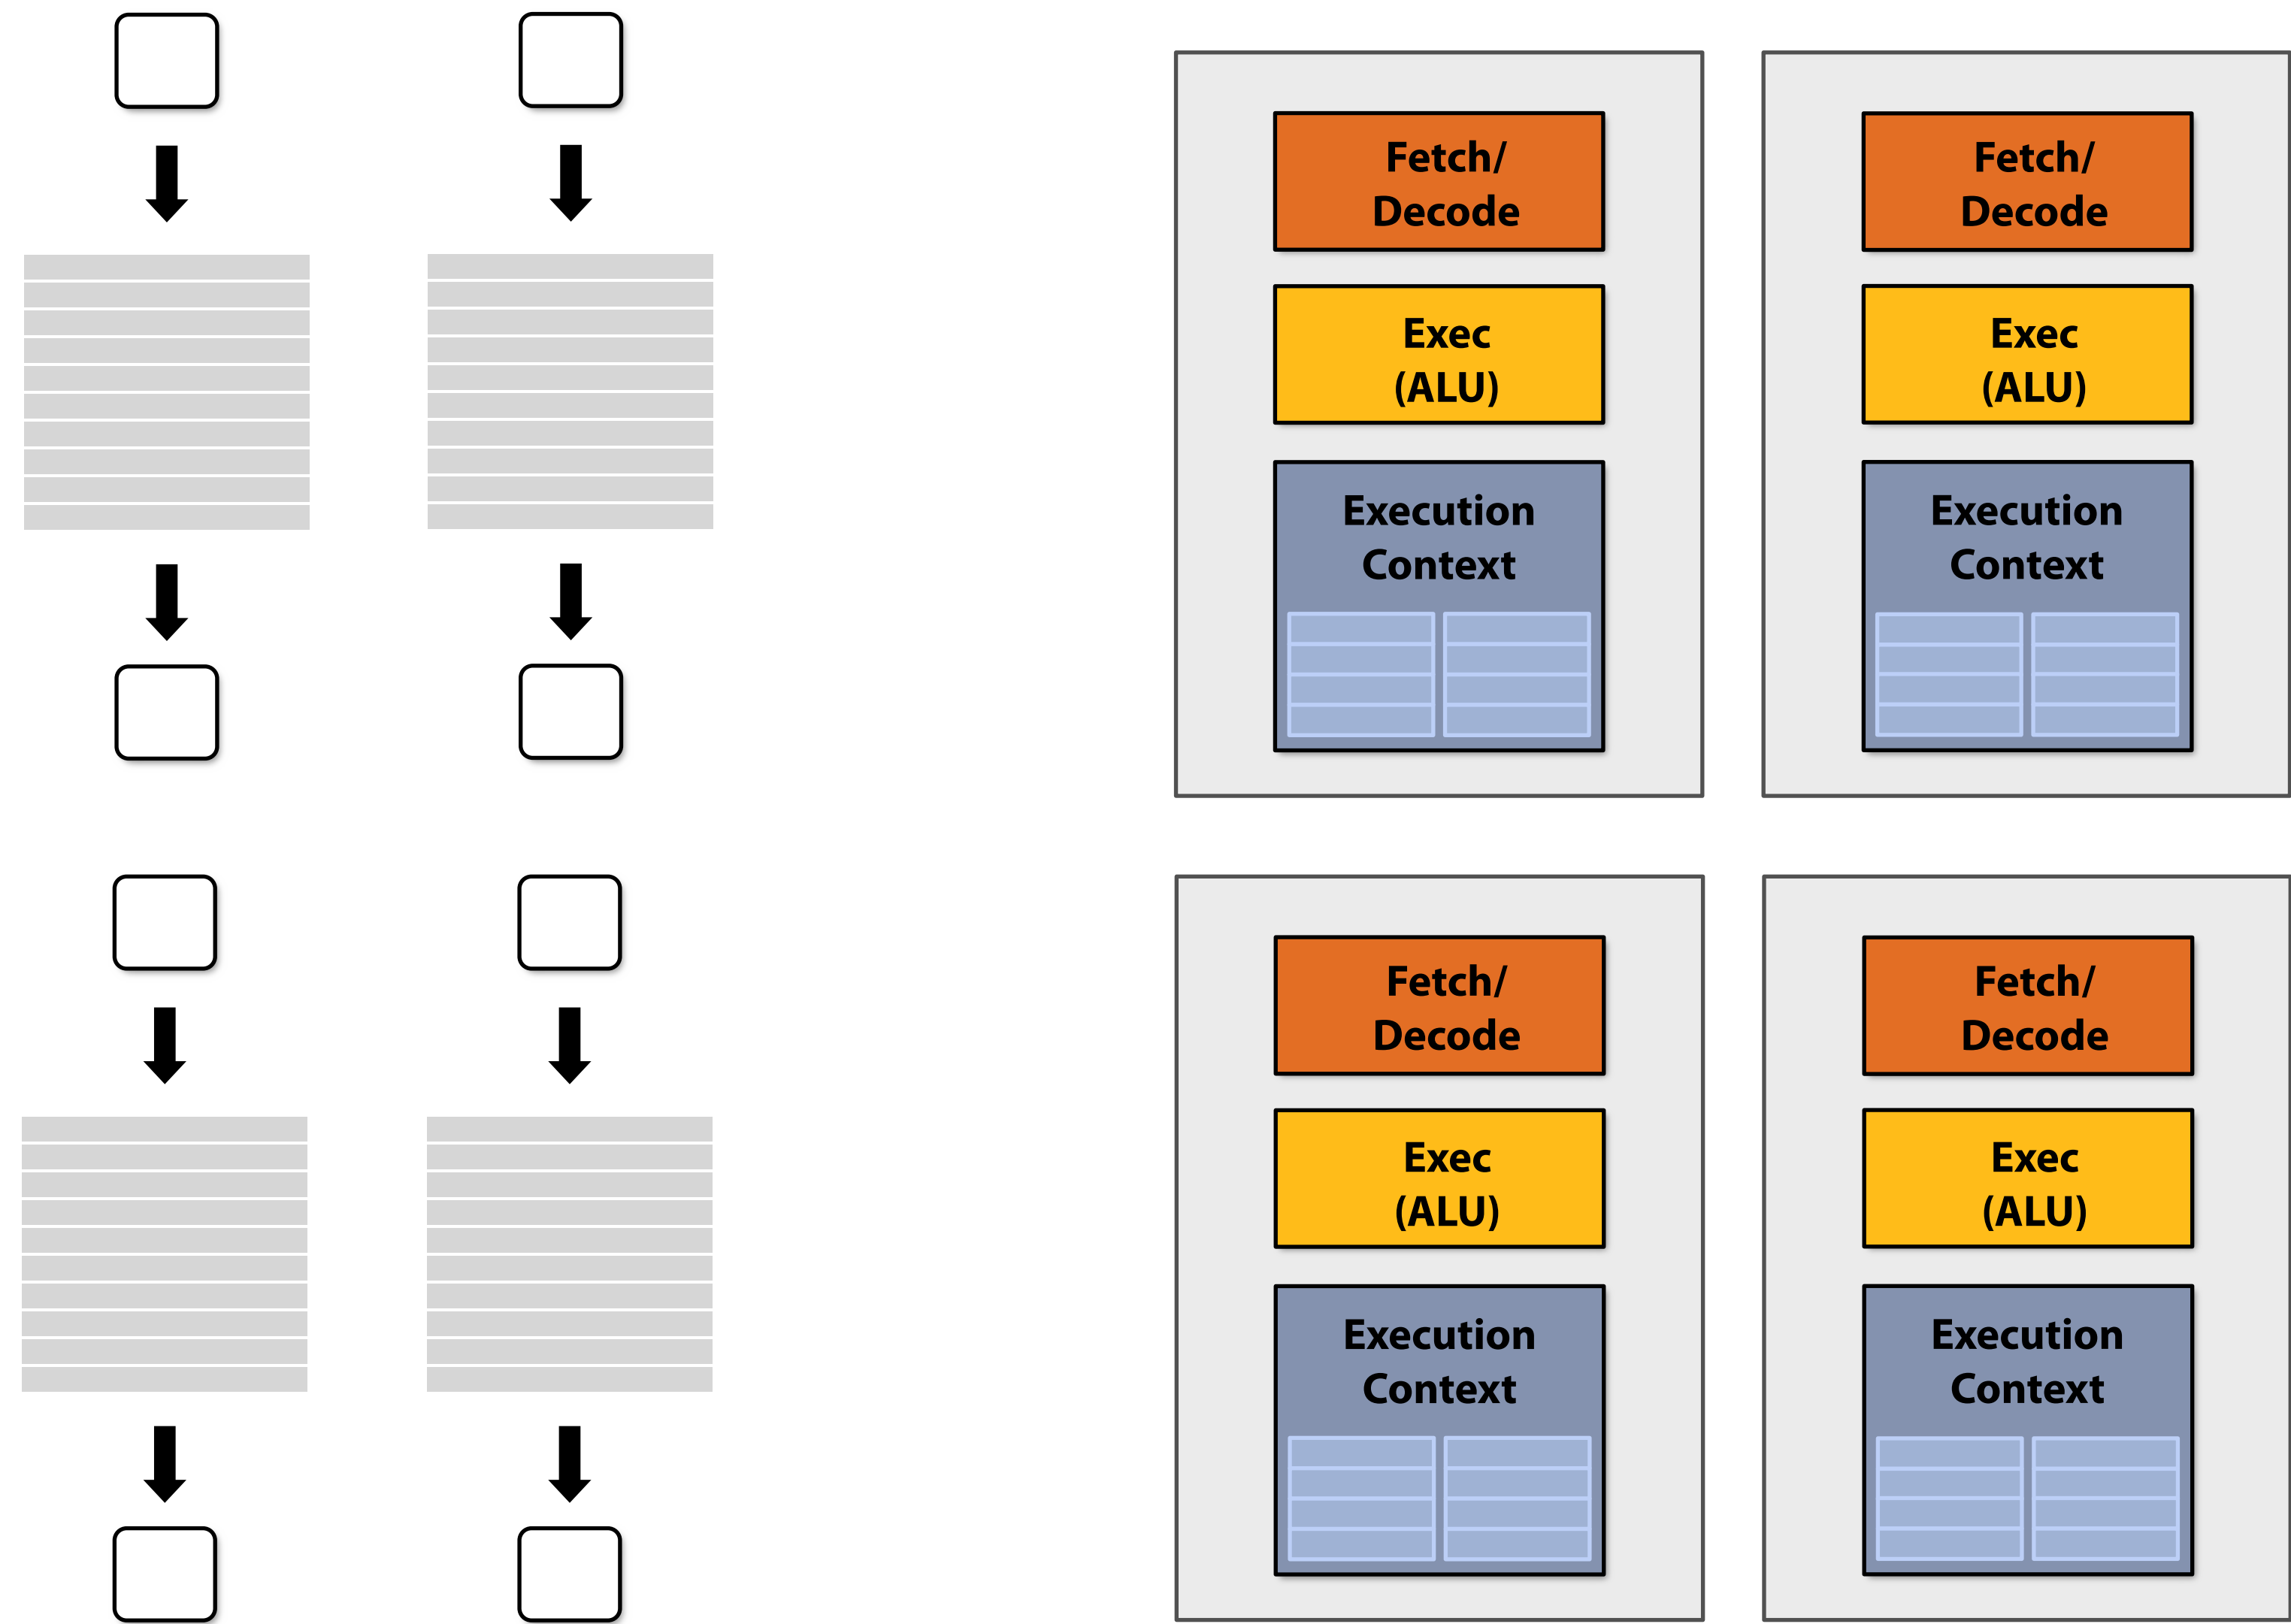 Fetch/
Decode
Exec
(ALU)
Execution
Context
Fetch/
Decode
Exec
(ALU)
Execution
Context
Fetch/
Decode
Exec
(ALU)
Execution
Context
Fetch/
Decode
Exec
(ALU)
Execution
Context